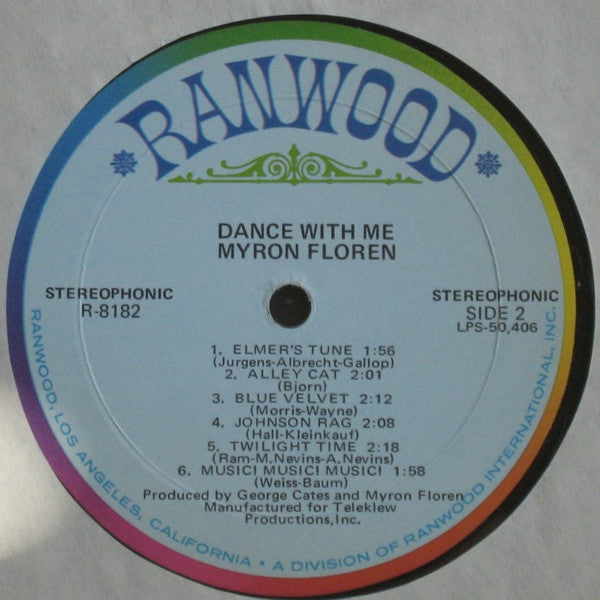 RANWOOD
DANCE WITH ME
MYRON FLOREN
STEREOPHONIC
R-8182
STEREOPHONIC
SIDE 2
LPS-50,406
1. ELMER'S TUNE 1:56
(Jurgens-Albrecht-Gallop)
2. ALLEY CAT 2:01
(Bjorn)
3. BLUE VELVET 2:12
(Morris-Wayne)
4. JOHNSON RAG 2:08
(Hall-Kleinkauf)
5. TWILIGHT TIME 2:18
(Ram-M.Nevins-A.Nevins)
6. MUSIC! MUSIC! MUSIC! 1:58
(Weiss-Baum)
Produced by George Cates and Myron Floren
Manufactured for Teleklew
Productions,Inc.
RANWOOD, LOS ANGELES, CALIFORNIA • A DIVISION OF RANWOOD INTERNATIONAL, INC.